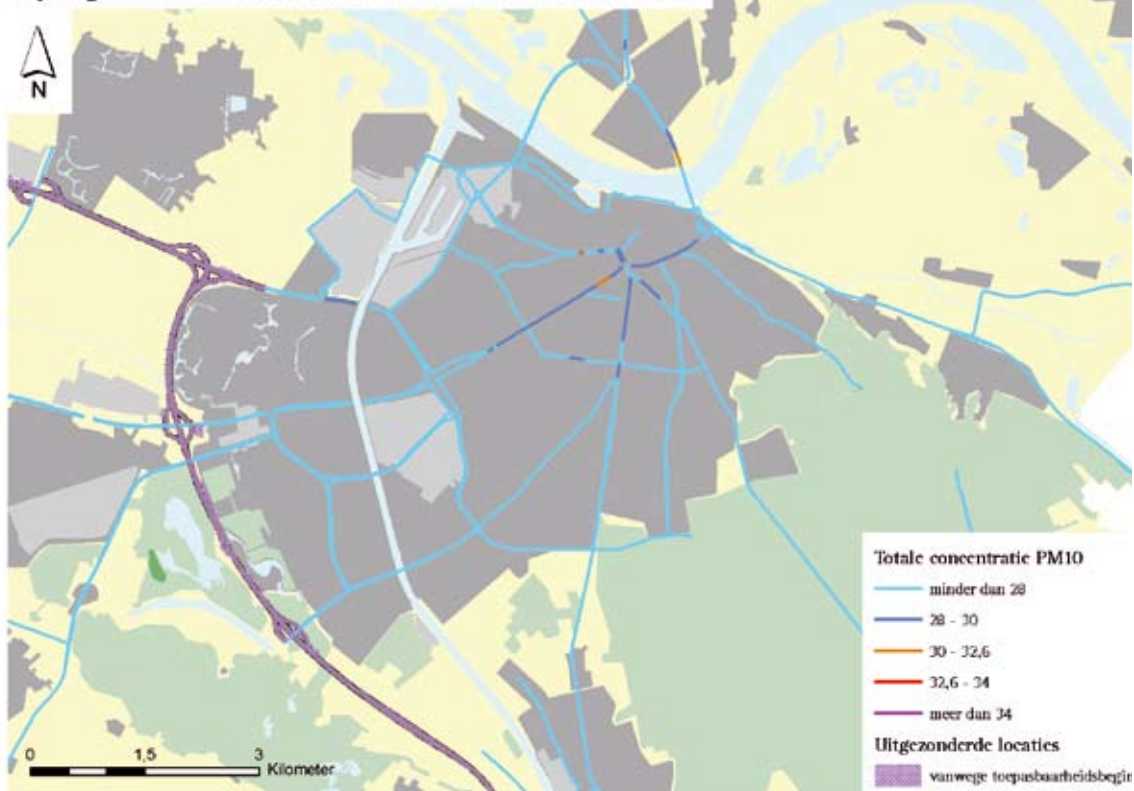 N
0 1,5 3
Kilometer
Totale concentratie PM10
minder dan 28
28 - 30
30 - 32,6
32,6 - 34
meer dan 34
Uitgezonderde locaties
vanwege toepasbaarheidsbegin